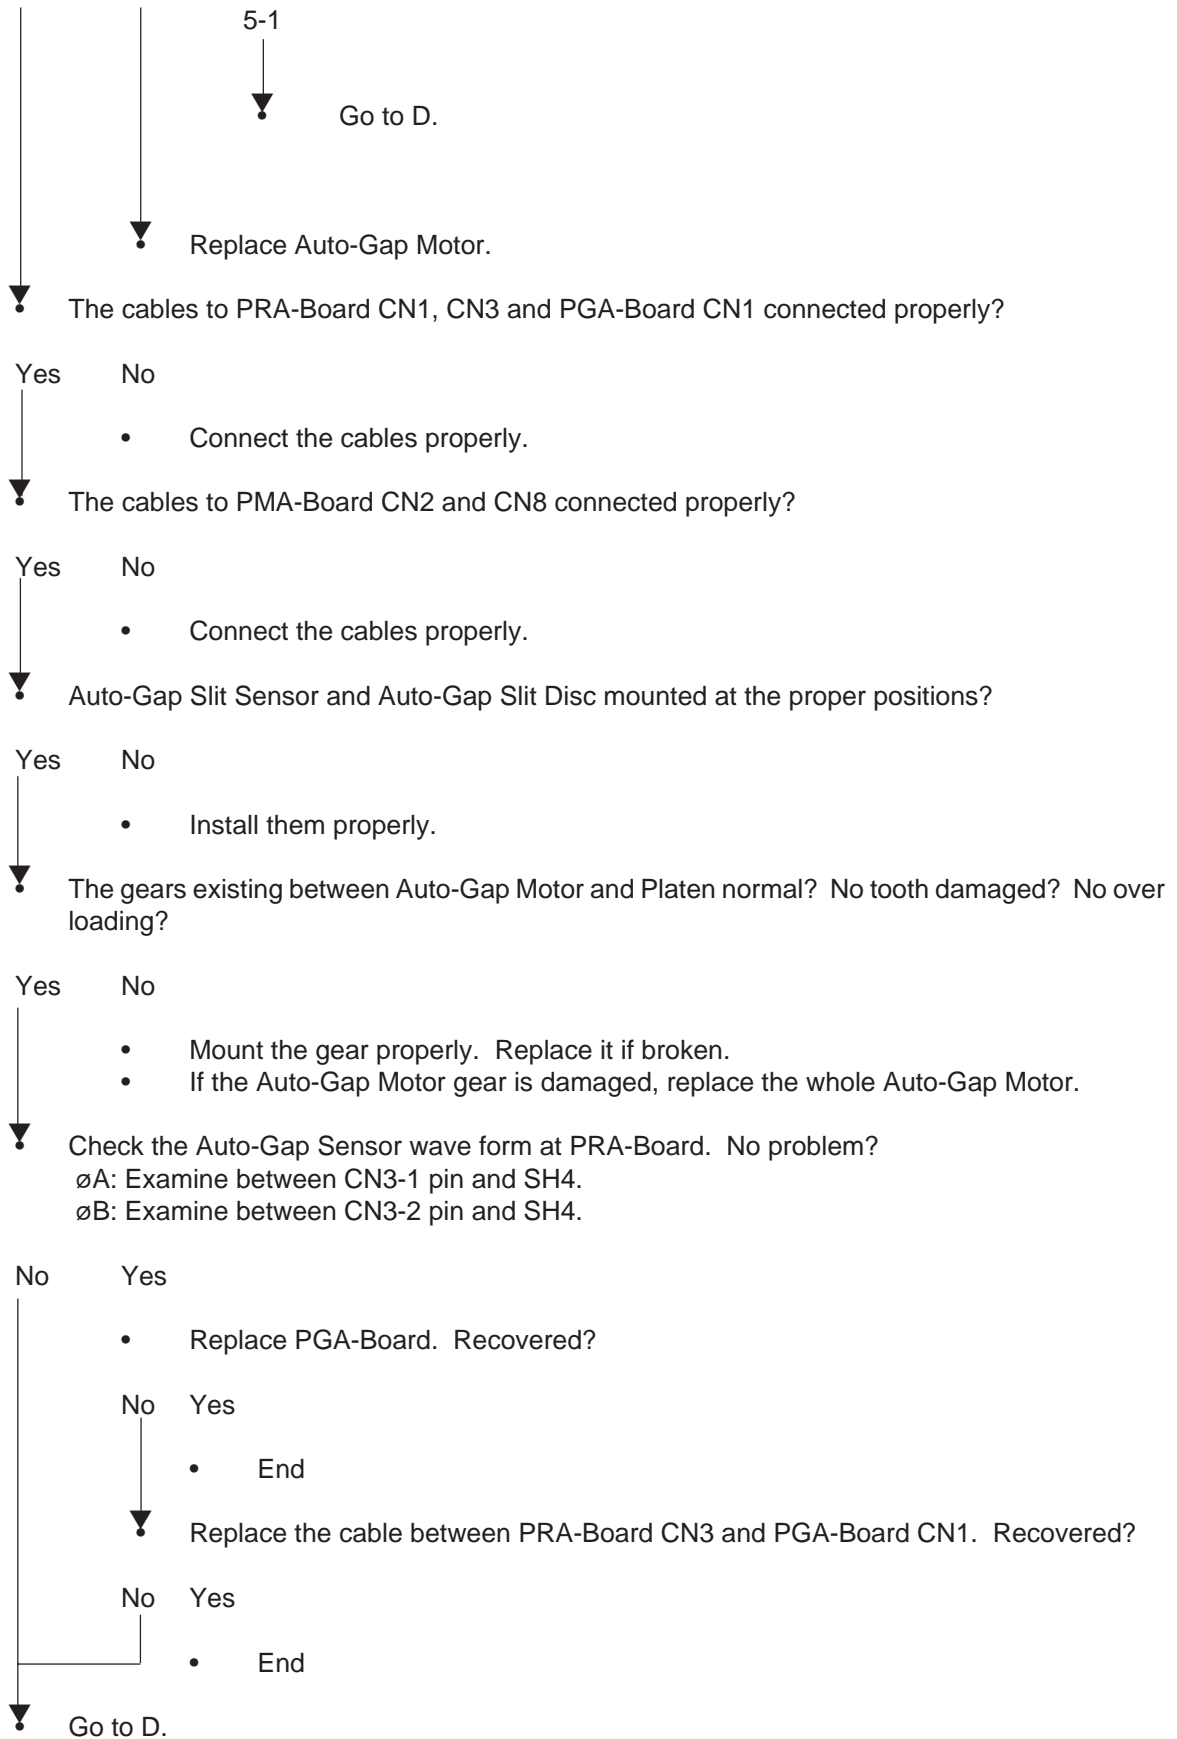 5-1
Go to D.
• Replace Auto-Gap Motor.
• The cables to PRA-Board CN1, CN3 and PGA-Board CN1 connected properly?
Yes No
• Connect the cables properly.
• The cables to PMA-Board CN2 and CN8 connected properly?
Yes No
• Connect the cables properly.
• Auto-Gap Slit Sensor and Auto-Gap Slit Disc mounted at the proper positions?
Yes No
• Install them properly.
• The gears existing between Auto-Gap Motor and Platen normal? No tooth damaged? No over
loading?
Yes No
• Mount the gear properly. Replace it if broken.
• If the Auto-Gap Motor gear is damaged, replace the whole Auto-Gap Motor.
• Check the Auto-Gap Sensor wave form at PRA-Board. No problem?
øA: Examine between CN3-1 pin and SH4.
øB: Examine between CN3-2 pin and SH4.
No Yes
• Replace PGA-Board. Recovered?
No Yes
• End
• Replace the cable between PRA-Board CN3 and PGA-Board CN1. Recovered?
No Yes
• End
• Go to D.